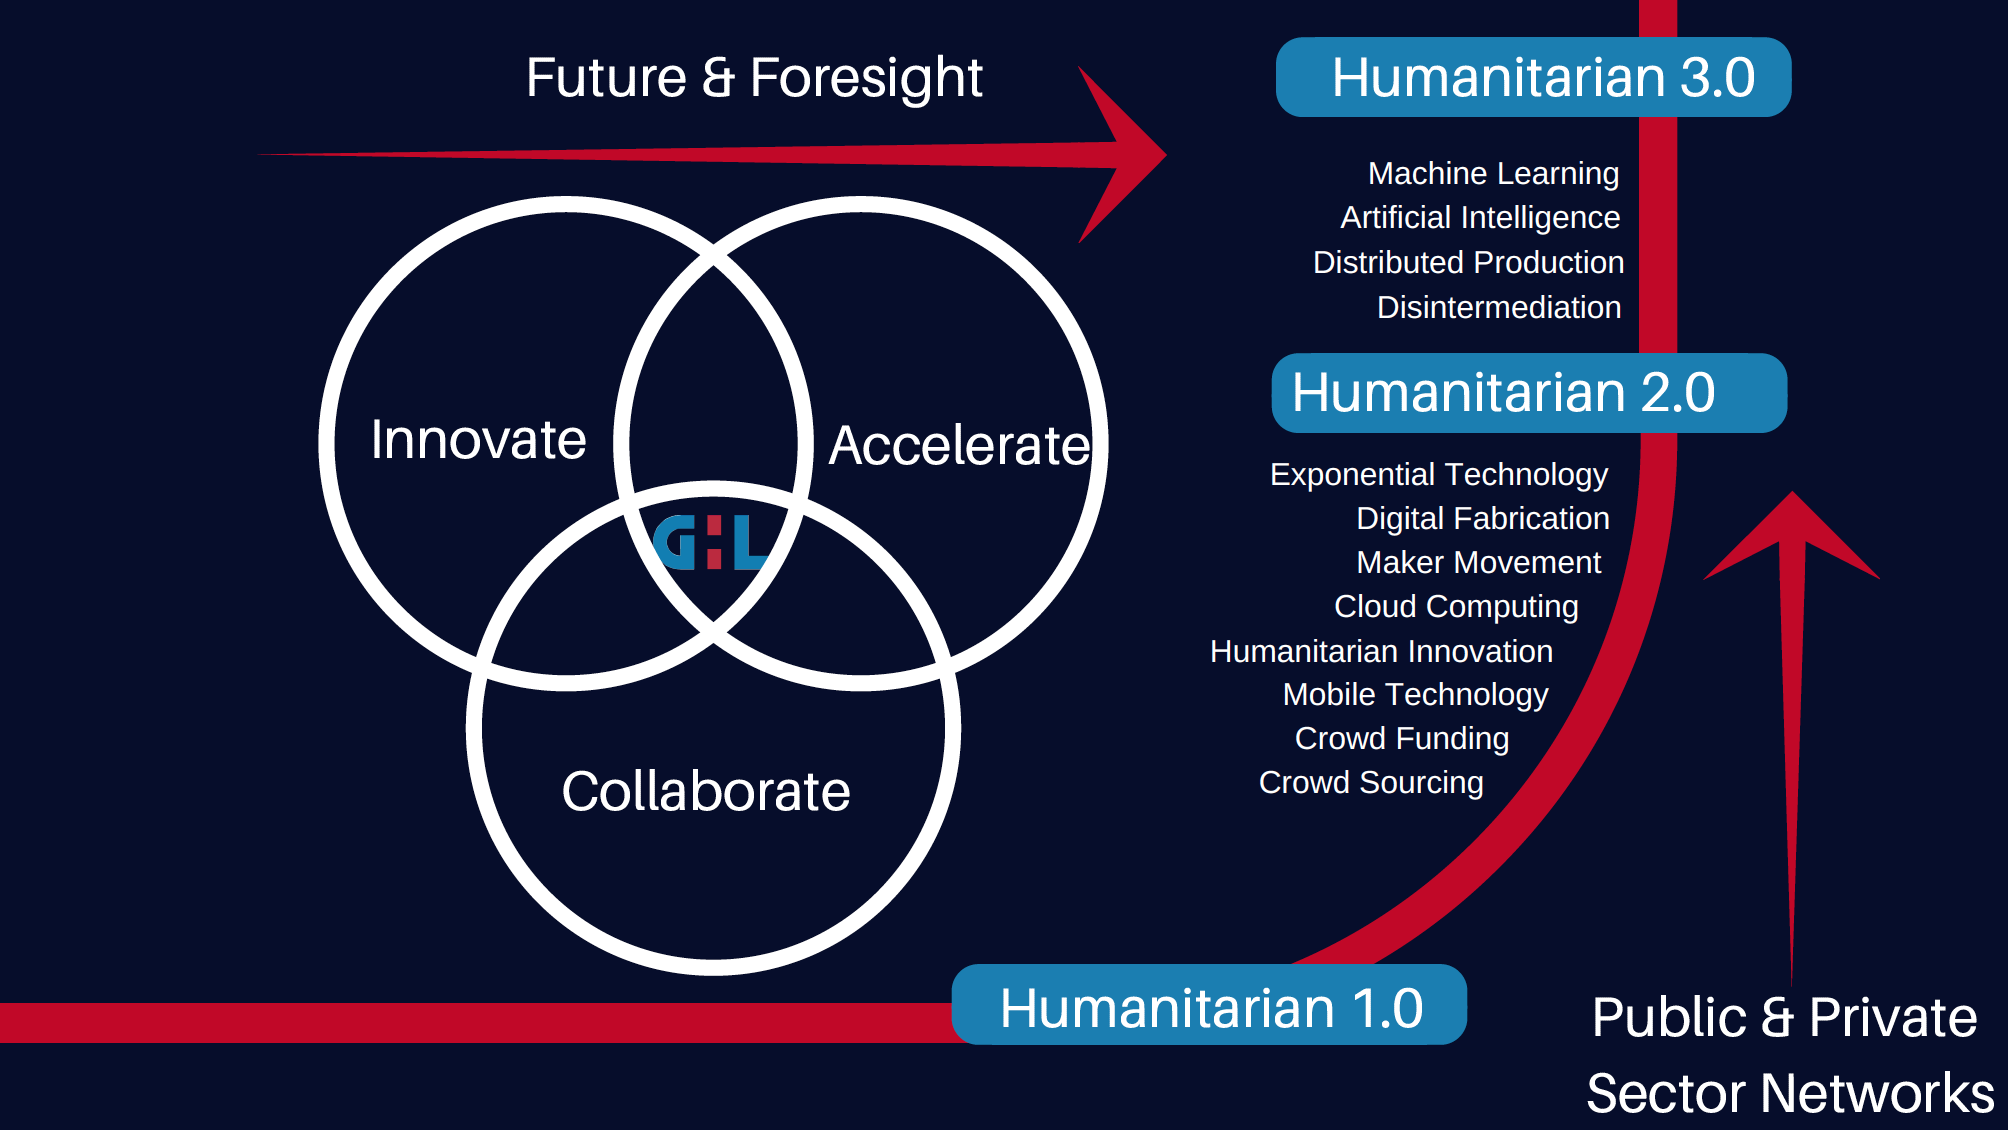 Future & Foresight
Innovate
Accelerate
GHL
Collaborate
Humanitarian 3.0
Machine Learning
Artificial Intelligence
Distributed Production
Disintermediation
Humanitarian 2.0
Exponential Technology
Digital Fabrication
Maker Movement
Cloud Computing
Humanitarian Innovation
Mobile Technology
Crowd Funding
Crowd Sourcing
Humanitarian 1.0
Public & Private
Sector Networks